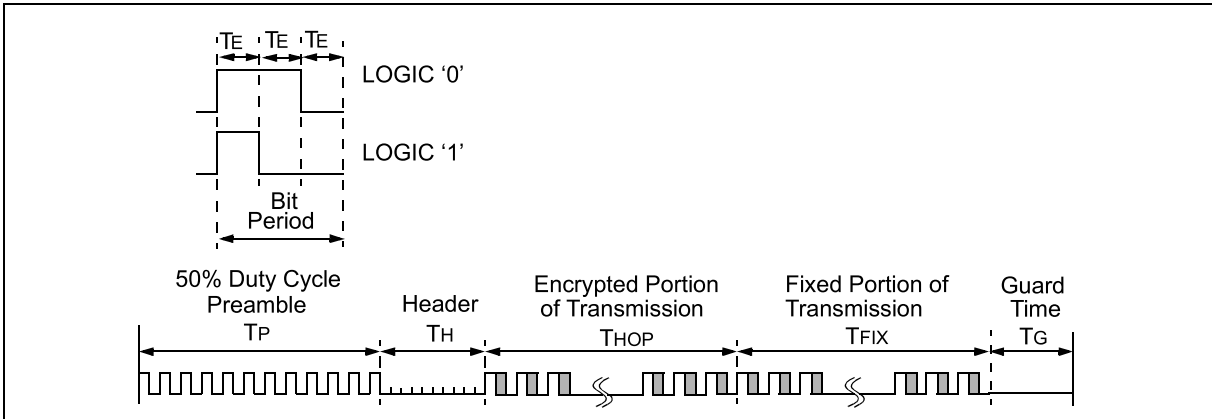 TE TE TE
LOGIC ‘0’
LOGIC ‘1’
Bit
Period
50% Duty Cycle
Preamble
TP
Header
TH
Encrypted Portion
of Transmission
THOP
Fixed Portion of
Transmission
TFIX
Guard
Time
TG